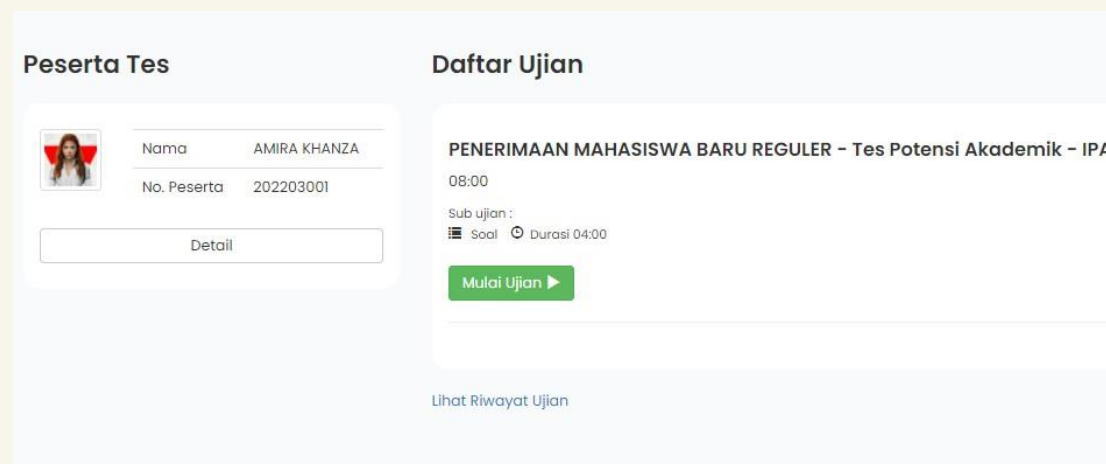 Peserta Tes
Nama AMIRA KHANZA
No. Peserta 202203001
Detail
Daftar Ujian
PENERIMAAN MAHASISWA BARU REGULER - Tes Potensi Akademik - IPA
08:00
Sub ujian :
Soal Durasi 04:00
Mulai Ujian
Lihat Riwayat Ujian